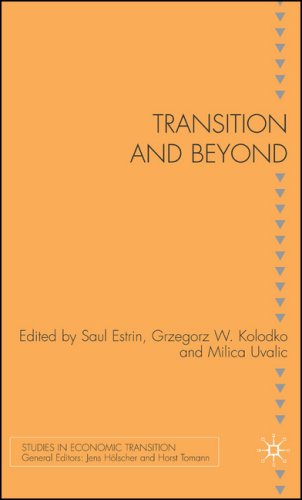 TRANSITION
AND BEYOND
Edited by Saul Estrin, Grzegorz W. Kolodko
and Milica Uvalic
STUDIES IN ECONOMIC TRANSITION
General Editors: Jens Hölscher and Horst Tomann